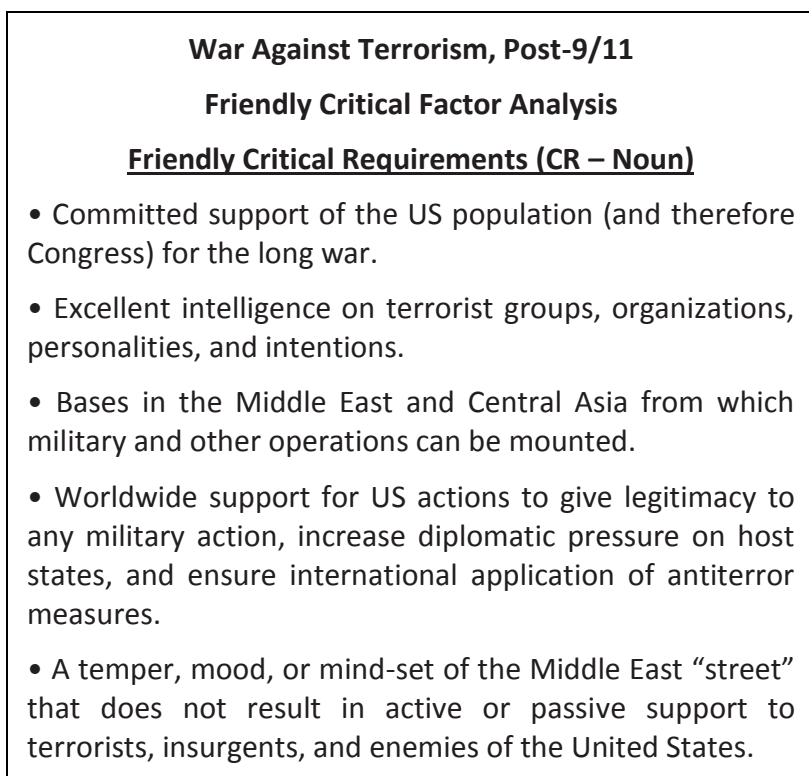 War Against Terrorism, Post-9/11
Friendly Critical Factor Analysis
Friendly Critical Requirements (CR – Noun)
• Committed support of the US population (and therefore
Congress) for the long war.
• Excellent intelligence on terrorist groups, organizations,
personalities, and intentions.
• Bases in the Middle East and Central Asia from which
military and other operations can be mounted.
• Worldwide support for US actions to give legitimacy to
any military action, increase diplomatic pressure on host
states, and ensure international application of antiterror
measures.
• A temper, mood, or mind-set of the Middle East “street”
that does not result in active or passive support to
terrorists, insurgents, and enemies of the United States.